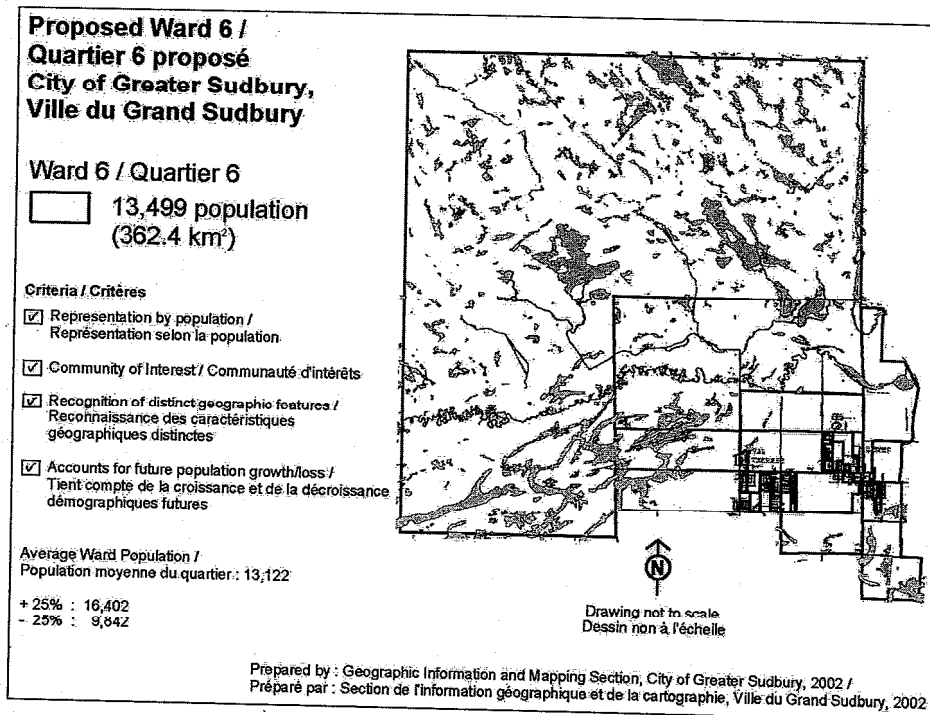 Proposed Ward 6 /
Quartier 6 proposé
City of Greater Sudbury,
Ville du Grand Sudbury
Ward 6 / Quartier 6
13,499 population
(362.4 km²)
Criteria / Critères
Representation by population /
Représentation selon la population
Community of Interest / Communauté d'intérêts
Recognition of distinct geographic features /
Reconnaissance des caractéristiques
géographiques distinctes
Accounts for future population growth/loss /
Tient compte de la croissance et de la décroissance
démographiques futures
Average Ward Population /
Population moyenne du quartier : 13,122
+ 25% : 16,402
- 25% : 9,842
N
Drawing not to scale
Dessin non à l'échelle
Prepared by : Geographic Information and Mapping Section, City of Greater Sudbury, 2002 /
Préparé par : Section de l'information géographique et de la cartographie, Ville du Grand Sudbury, 2002